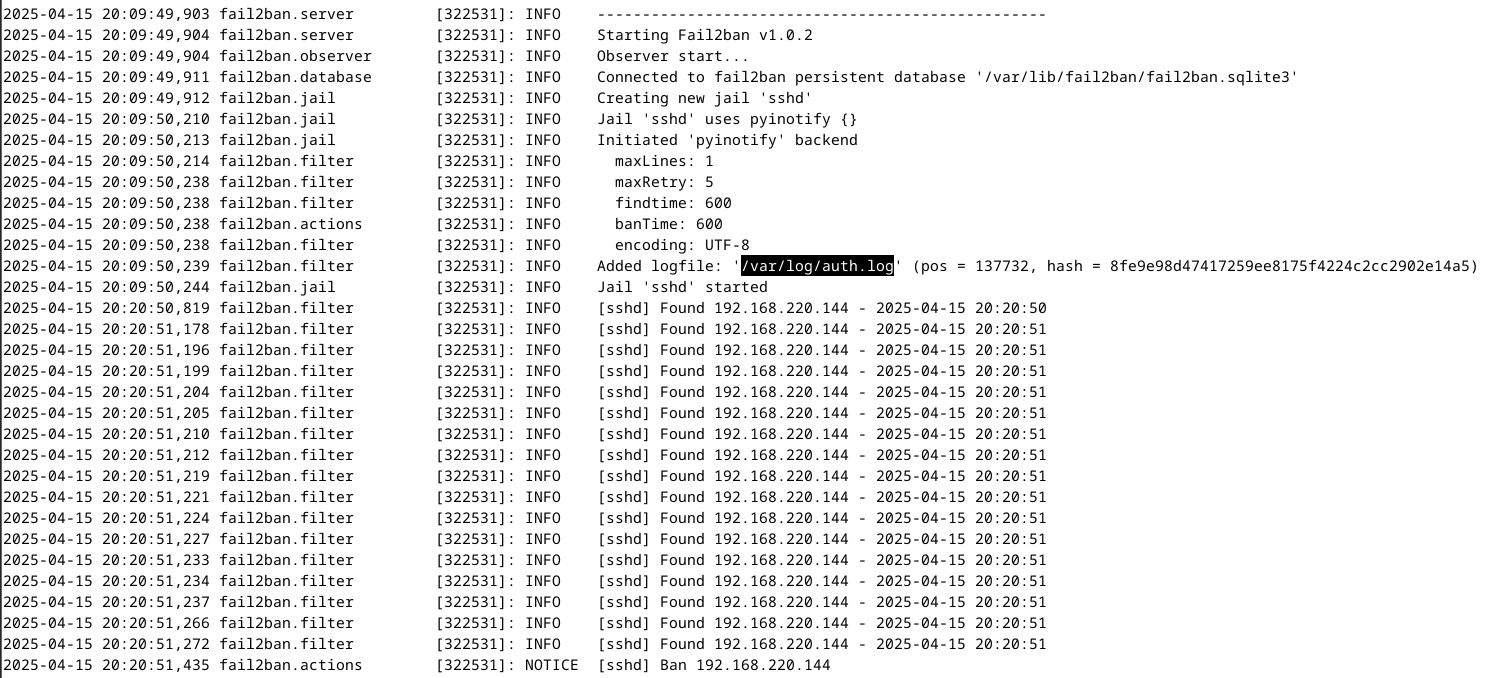 2025-04-15 20:09:49,903 fail2ban.server         [322531]: INFO    --------------------------------------------------
2025-04-15 20:09:49,904 fail2ban.server         [322531]: INFO    Starting Fail2ban v1.0.2
2025-04-15 20:09:49,904 fail2ban.observer       [322531]: INFO    Observer start...
2025-04-15 20:09:49,911 fail2ban.database       [322531]: INFO    Connected to fail2ban persistent database '/var/lib/fail2ban/fail2ban.sqlite3'
2025-04-15 20:09:49,912 fail2ban.jail           [322531]: INFO    Creating new jail 'sshd'
2025-04-15 20:09:50,210 fail2ban.jail           [322531]: INFO    Jail 'sshd' uses pyinotify {}
2025-04-15 20:09:50,213 fail2ban.jail           [322531]: INFO    Initiated 'pyinotify' backend
2025-04-15 20:09:50,214 fail2ban.filter         [322531]: INFO      maxLines: 1
2025-04-15 20:09:50,238 fail2ban.filter         [322531]: INFO      maxRetry: 5
2025-04-15 20:09:50,238 fail2ban.filter         [322531]: INFO      findtime: 600
2025-04-15 20:09:50,238 fail2ban.actions        [322531]: INFO      banTime: 600
2025-04-15 20:09:50,238 fail2ban.filter         [322531]: INFO      encoding: UTF-8
2025-04-15 20:09:50,239 fail2ban.filter         [322531]: INFO    Added logfile: '/var/log/auth.log' (pos = 137732, hash = 8fe9e98d47417259ee8175f4224c2cc2902e14a5)
2025-04-15 20:09:50,244 fail2ban.jail           [322531]: INFO    Jail 'sshd' started
2025-04-15 20:20:50,819 fail2ban.filter         [322531]: INFO    [sshd] Found 192.168.220.144 - 2025-04-15 20:20:50
2025-04-15 20:20:51,178 fail2ban.filter         [322531]: INFO    [sshd] Found 192.168.220.144 - 2025-04-15 20:20:51
2025-04-15 20:20:51,196 fail2ban.filter         [322531]: INFO    [sshd] Found 192.168.220.144 - 2025-04-15 20:20:51
2025-04-15 20:20:51,199 fail2ban.filter         [322531]: INFO    [sshd] Found 192.168.220.144 - 2025-04-15 20:20:51
2025-04-15 20:20:51,204 fail2ban.filter         [322531]: INFO    [sshd] Found 192.168.220.144 - 2025-04-15 20:20:51
2025-04-15 20:20:51,205 fail2ban.filter         [322531]: INFO    [sshd] Found 192.168.220.144 - 2025-04-15 20:20:51
2025-04-15 20:20:51,210 fail2ban.filter         [322531]: INFO    [sshd] Found 192.168.220.144 - 2025-04-15 20:20:51
2025-04-15 20:20:51,212 fail2ban.filter         [322531]: INFO    [sshd] Found 192.168.220.144 - 2025-04-15 20:20:51
2025-04-15 20:20:51,219 fail2ban.filter         [322531]: INFO    [sshd] Found 192.168.220.144 - 2025-04-15 20:20:51
2025-04-15 20:20:51,221 fail2ban.filter         [322531]: INFO    [sshd] Found 192.168.220.144 - 2025-04-15 20:20:51
2025-04-15 20:20:51,224 fail2ban.filter         [322531]: INFO    [sshd] Found 192.168.220.144 - 2025-04-15 20:20:51
2025-04-15 20:20:51,227 fail2ban.filter         [322531]: INFO    [sshd] Found 192.168.220.144 - 2025-04-15 20:20:51
2025-04-15 20:20:51,233 fail2ban.filter         [322531]: INFO    [sshd] Found 192.168.220.144 - 2025-04-15 20:20:51
2025-04-15 20:20:51,234 fail2ban.filter         [322531]: INFO    [sshd] Found 192.168.220.144 - 2025-04-15 20:20:51
2025-04-15 20:20:51,237 fail2ban.filter         [322531]: INFO    [sshd] Found 192.168.220.144 - 2025-04-15 20:20:51
2025-04-15 20:20:51,266 fail2ban.filter         [322531]: INFO    [sshd] Found 192.168.220.144 - 2025-04-15 20:20:51
2025-04-15 20:20:51,272 fail2ban.filter         [322531]: INFO    [sshd] Found 192.168.220.144 - 2025-04-15 20:20:51
2025-04-15 20:20:51,435 fail2ban.actions        [322531]: NOTICE  [sshd] Ban 192.168.220.144